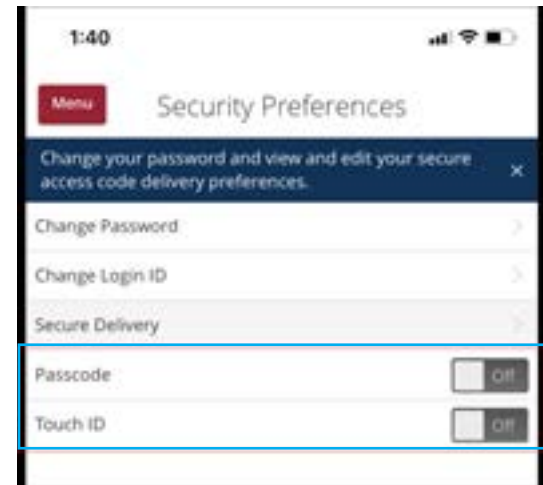 1:40
Menu
Security Preferences
Change your password and view and edit your secure
access code delivery preferences.
Change Password
Change Login ID
Secure Delivery
Passcode
Off
Touch ID
Off